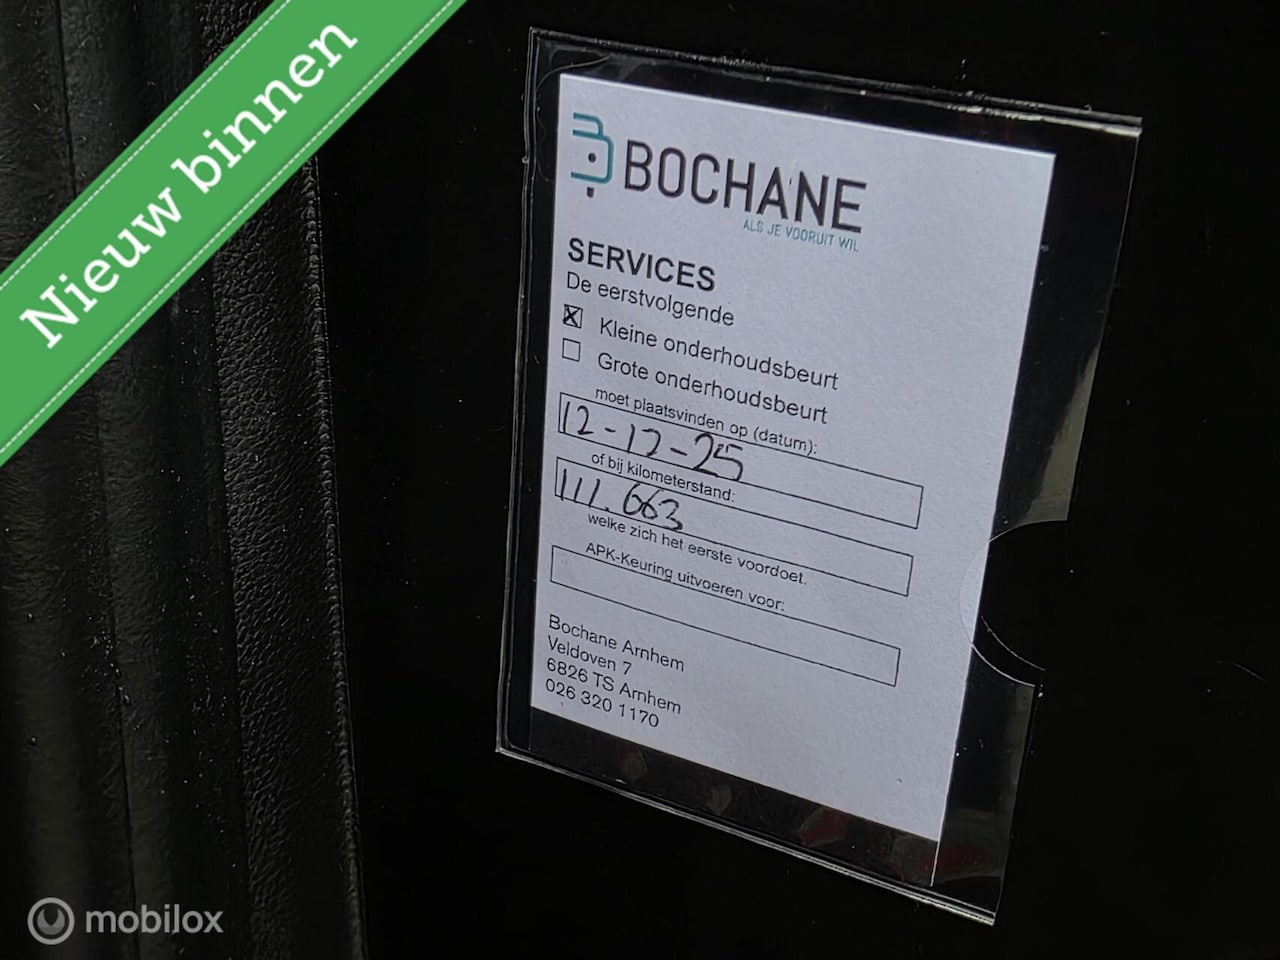 Nieuw binnen
BOCHANE
ALS JE VOORUIT WIL
SERVICES
De eerstvolgende
X Kleine onderhoudsbeurt
Grote onderhoudsbeurt
moet plaatsvinden op (datum):
12-12-25
of bij kilometerstand:
111.663
welke zich het eerste voordoet.
APK-Keuring uitvoeren voor:
Bochane Arnhem
Veldoven 7
6826 TS Arnhem
026 320 1170
mobilox